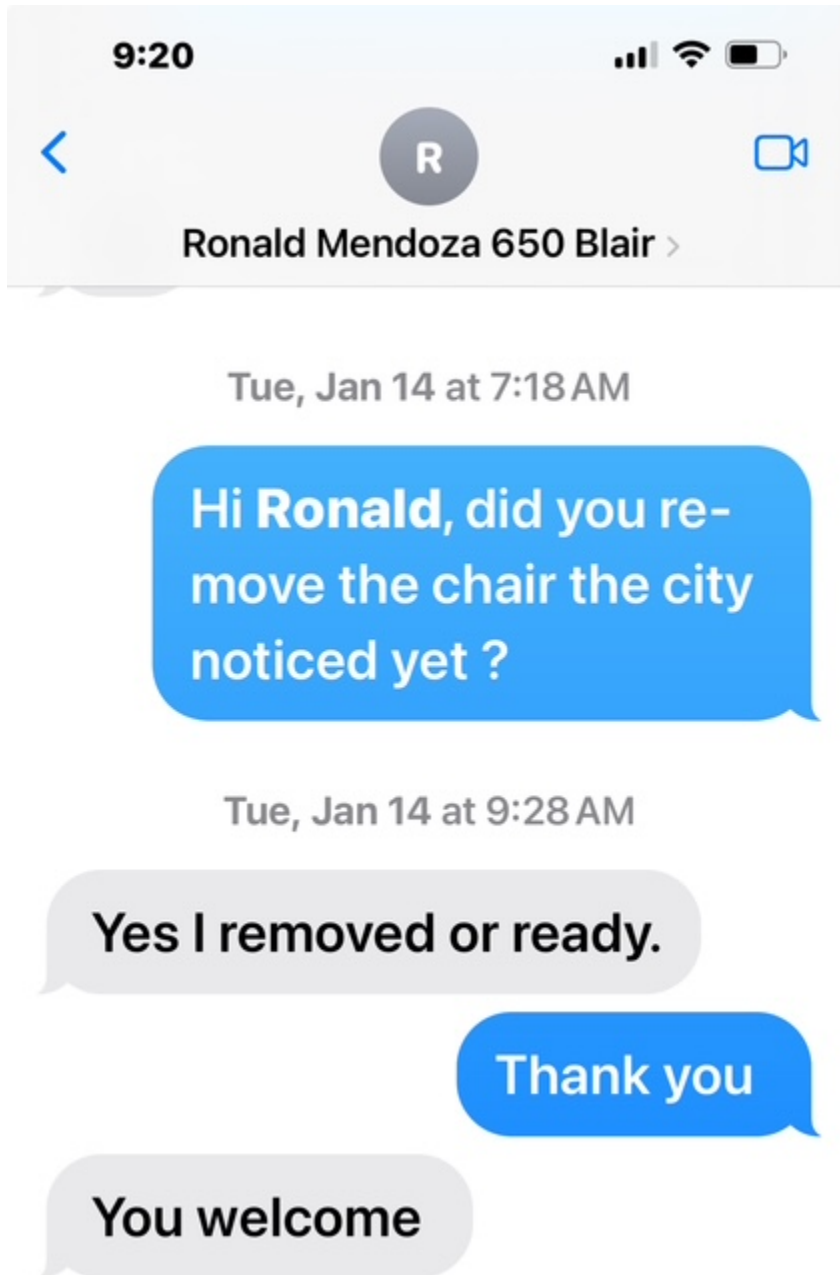 9:20
R
Ronald Mendoza 650 Blair
Tue, Jan 14 at 7:18 AM
Hi Ronald, did you re-
move the chair the city
noticed yet ?
Tue, Jan 14 at 9:28 AM
Yes I removed or ready.
Thank you
You welcome